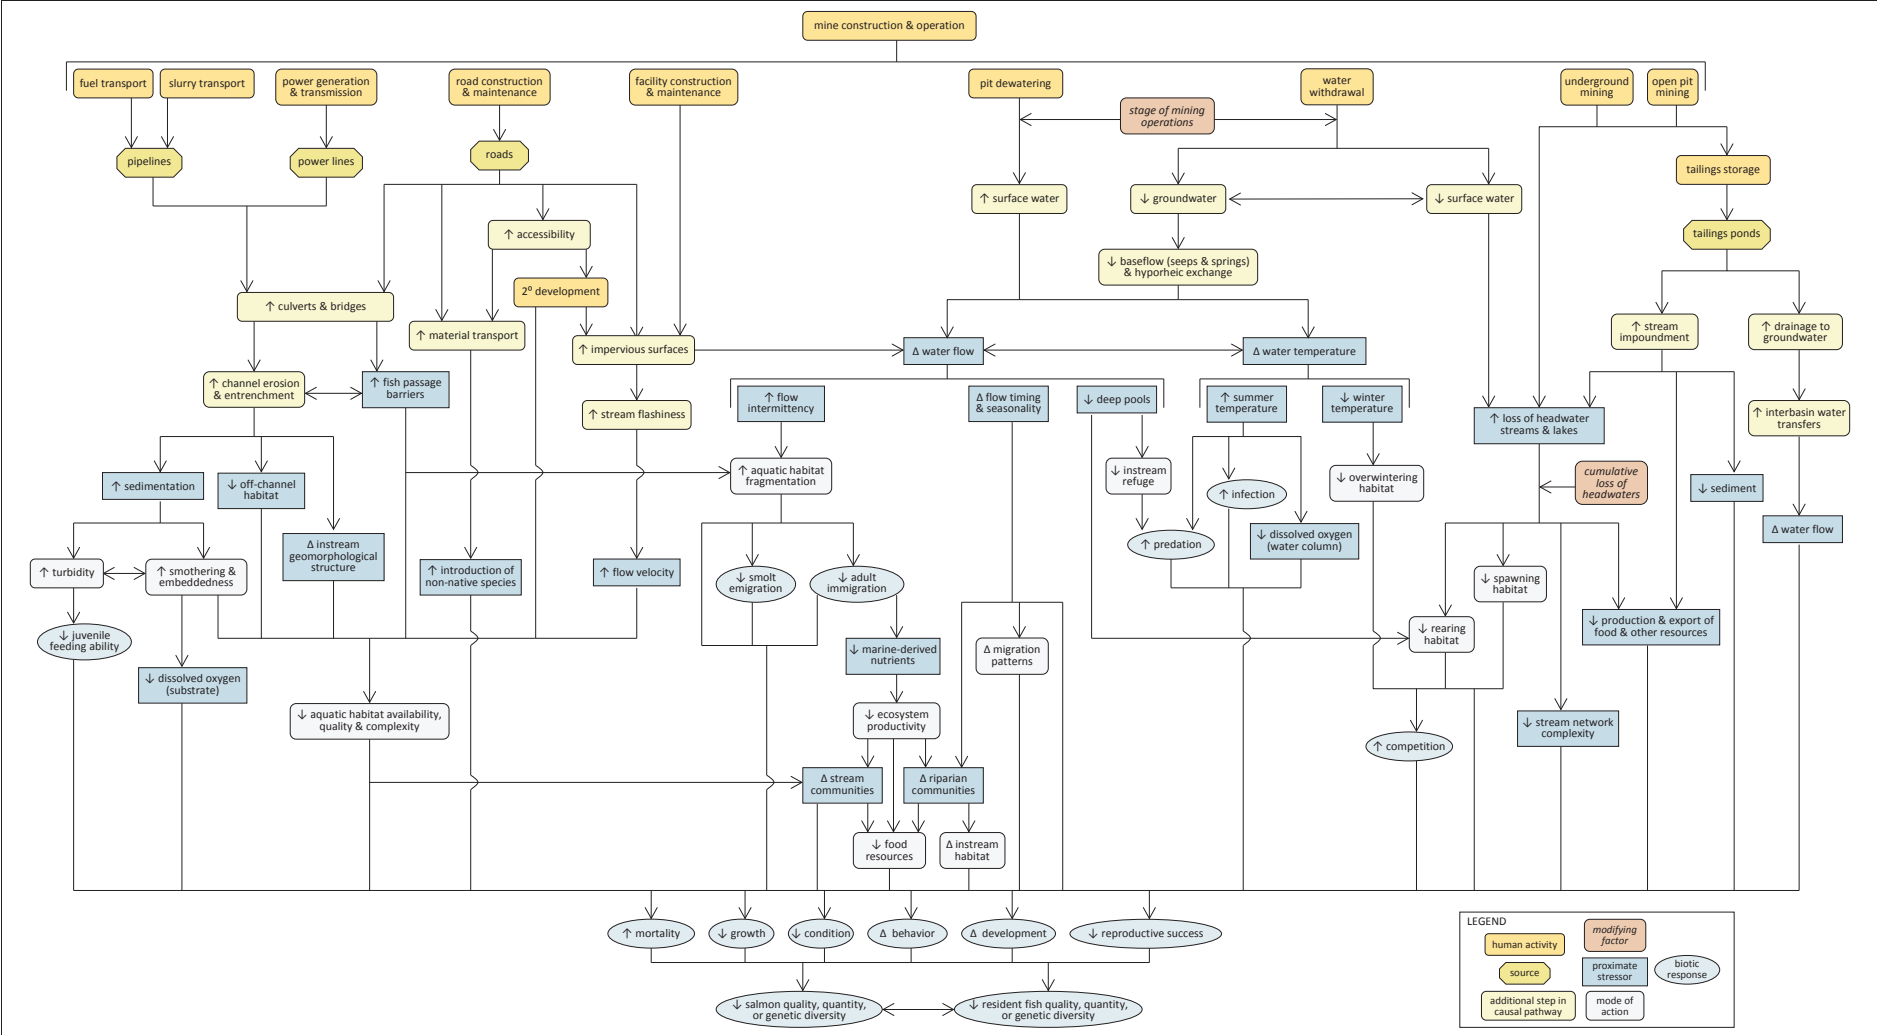 mine construction & operation
fuel transport
slurry transport
power generation
& transmission
road construction
& maintenance
facility construction
& maintenance
pit dewatering
water
withdrawal
underground
mining
open pit
mining
stage of mining
operations
pipelines
power lines
roads
tailings storage
↑ surface water
↓ groundwater
↓ surface water
↑ accessibility
tailings ponds
↓ baseflow (seeps & springs)
& hyporheic exchange
2º development
↑ culverts & bridges
↑ material transport
↑ impervious surfaces
Δ water flow
Δ water temperature
↑ stream
impoundment
↑ drainage to
groundwater
↑ channel erosion
& entrenchment
↑ fish passage
barriers
↑ stream flashiness
↑ flow
intermittency
Δ flow timing
& seasonality
↓ deep pools
↑ summer
temperature
↓ winter
temperature
↑ loss of headwater
streams & lakes
↑ interbasin water
transfers
↑ sedimentation
↓ off-channel
habitat
↑ aquatic habitat
fragmentation
↓ instream
refuge
↑ infection
↓ overwintering
habitat
cumulative
loss of
headwaters
↓ sediment
Δ water flow
Δ instream
geomorphological
structure
↑ predation
↓ dissolved oxygen
(water column)
↑ turbidity
↑ smothering &
embeddedness
↑ introduction of
non-native species
↑ flow velocity
↓ smolt
emigration
↓ adult
immigration
↓ spawning
habitat
↓ juvenile
feeding ability
↓ marine-derived
nutrients
Δ migration
patterns
↓ rearing
habitat
↓ production & export of
food & other resources
↓ dissolved oxygen
(substrate)
↓ aquatic habitat availability,
quality & complexity
↓ ecosystem
productivity
↓ stream network
complexity
↑ competition
Δ stream
communities
Δ riparian
communities
↓ food
resources
Δ instream
habitat
↑ mortality
↓ growth
↓ condition
Δ behavior
Δ development
↓ reproductive success
↓ salmon quality, quantity,
or genetic diversity
↓ resident fish quality, quantity,
or genetic diversity
LEGEND
human activity
modifying
factor
source
proximate
stressor
biotic
response
additional step in
causal pathway
mode of
action